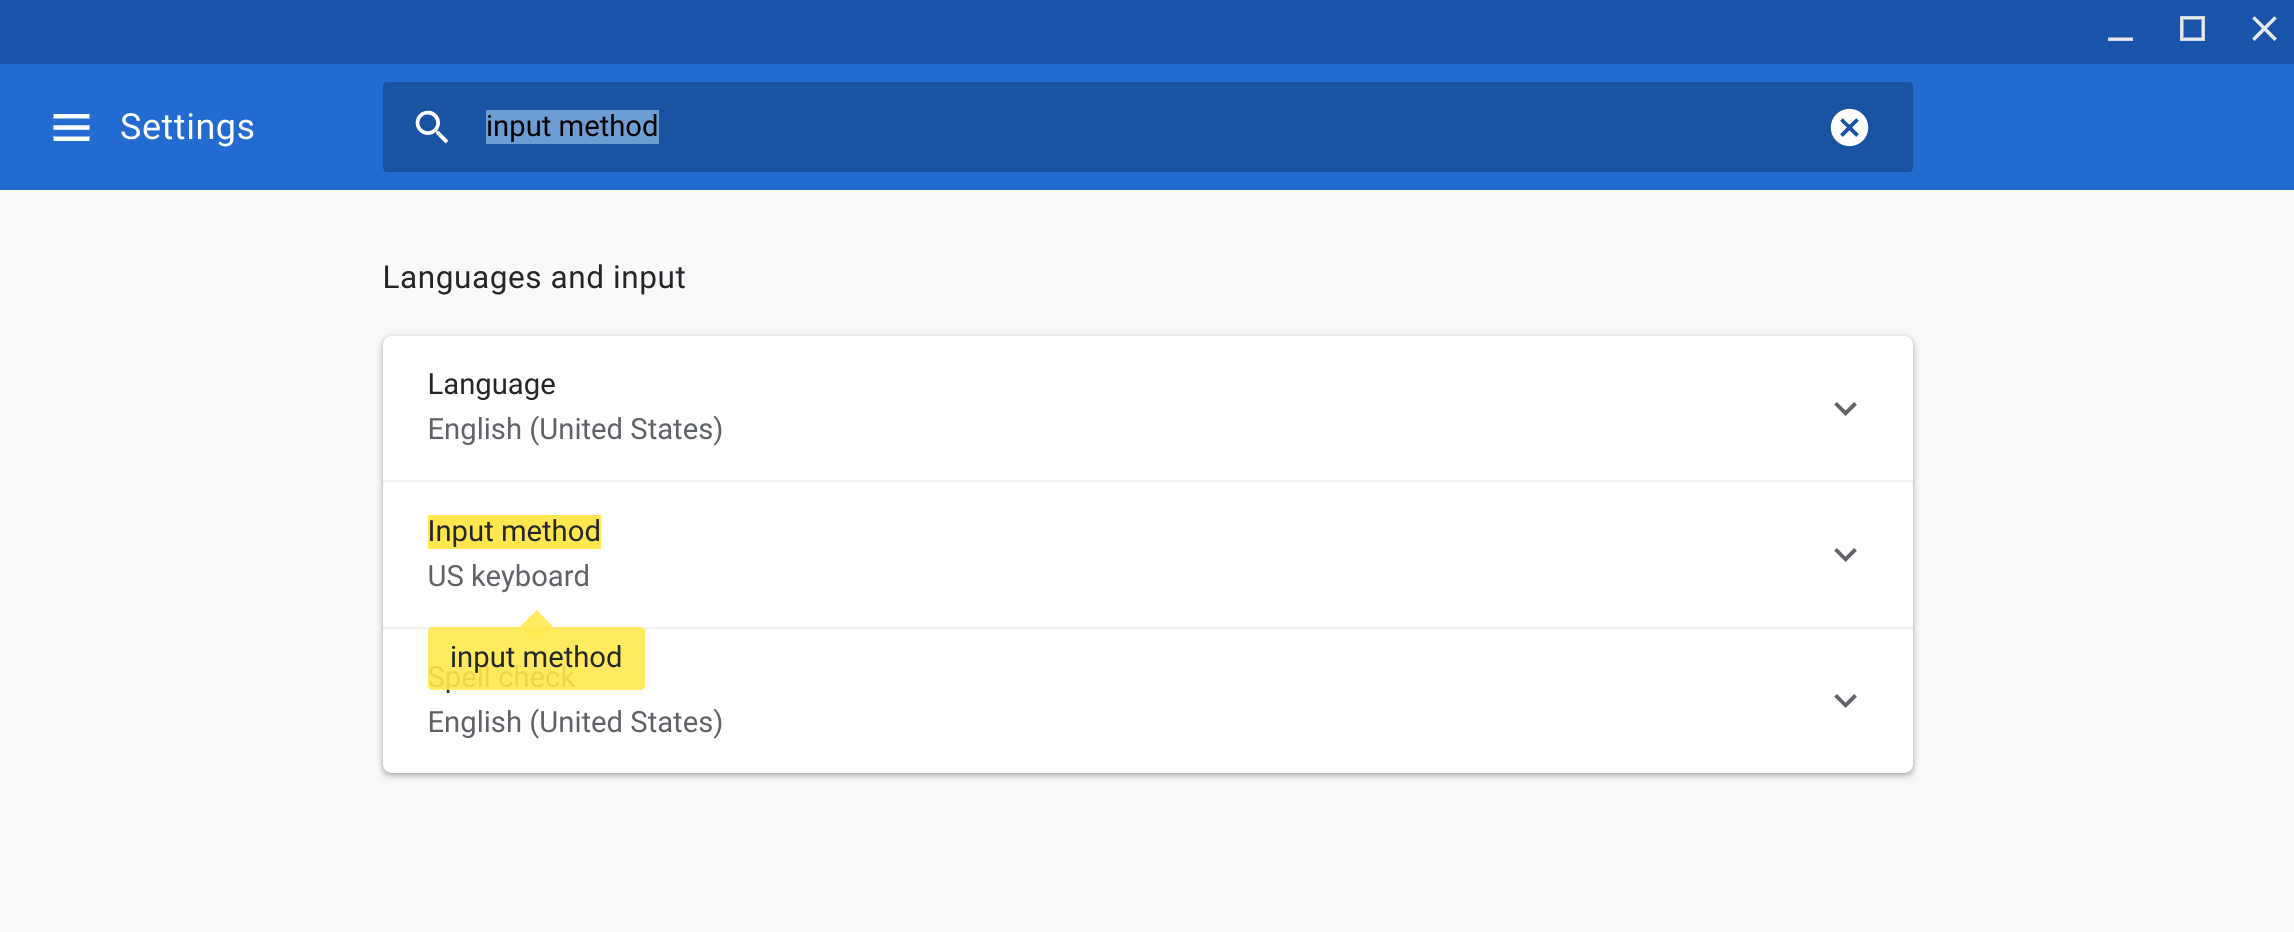 Settings
input method
Languages and input
Language
English (United States)
Input method
US keyboard
input method
Spell check
English (United States)